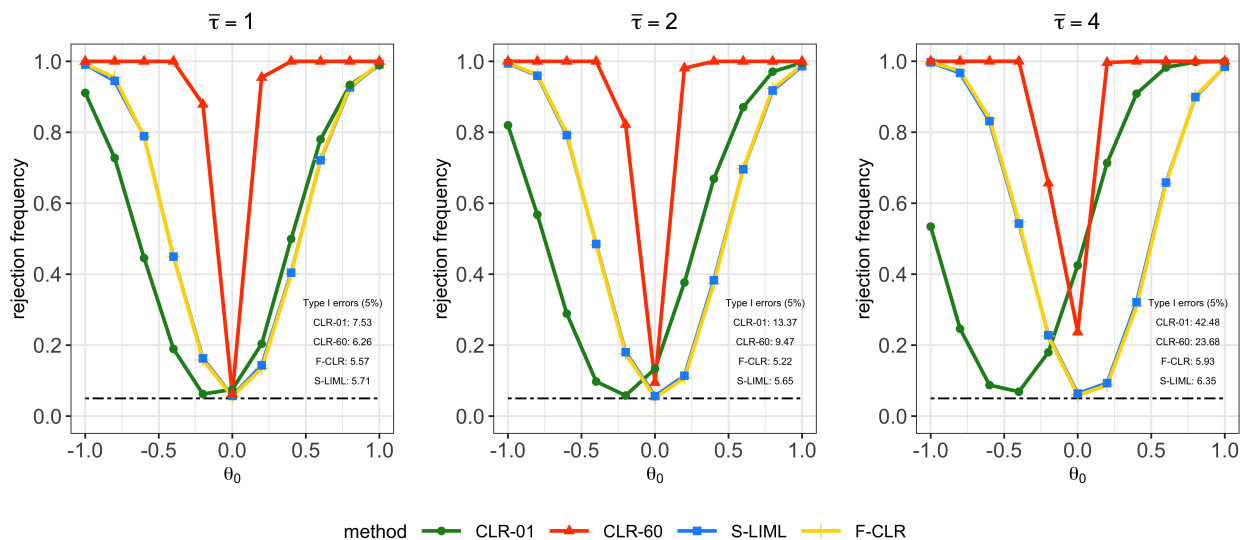 τ̅ = 1
τ̅ = 2
τ̅ = 4
rejection frequency
1.0
0.8
0.6
0.4
0.2
0.0
Type I errors (5%)
CLR-01: 7.53
CLR-60: 6.26
F-CLR: 5.57
S-LIML: 5.71
-1.0 -0.5 0.0 0.5 1.0
θ0
rejection frequency
1.0
0.8
0.6
0.4
0.2
0.0
Type I errors (5%)
CLR-01: 13.37
CLR-60: 9.47
F-CLR: 5.22
S-LIML: 5.65
-1.0 -0.5 0.0 0.5 1.0
θ0
rejection frequency
1.0
0.8
0.6
0.4
0.2
0.0
Type I errors (5%)
CLR-01: 42.48
CLR-60: 23.68
F-CLR: 5.93
S-LIML: 6.35
-1.0 -0.5 0.0 0.5 1.0
θ0
method CLR-01 CLR-60 S-LIML F-CLR